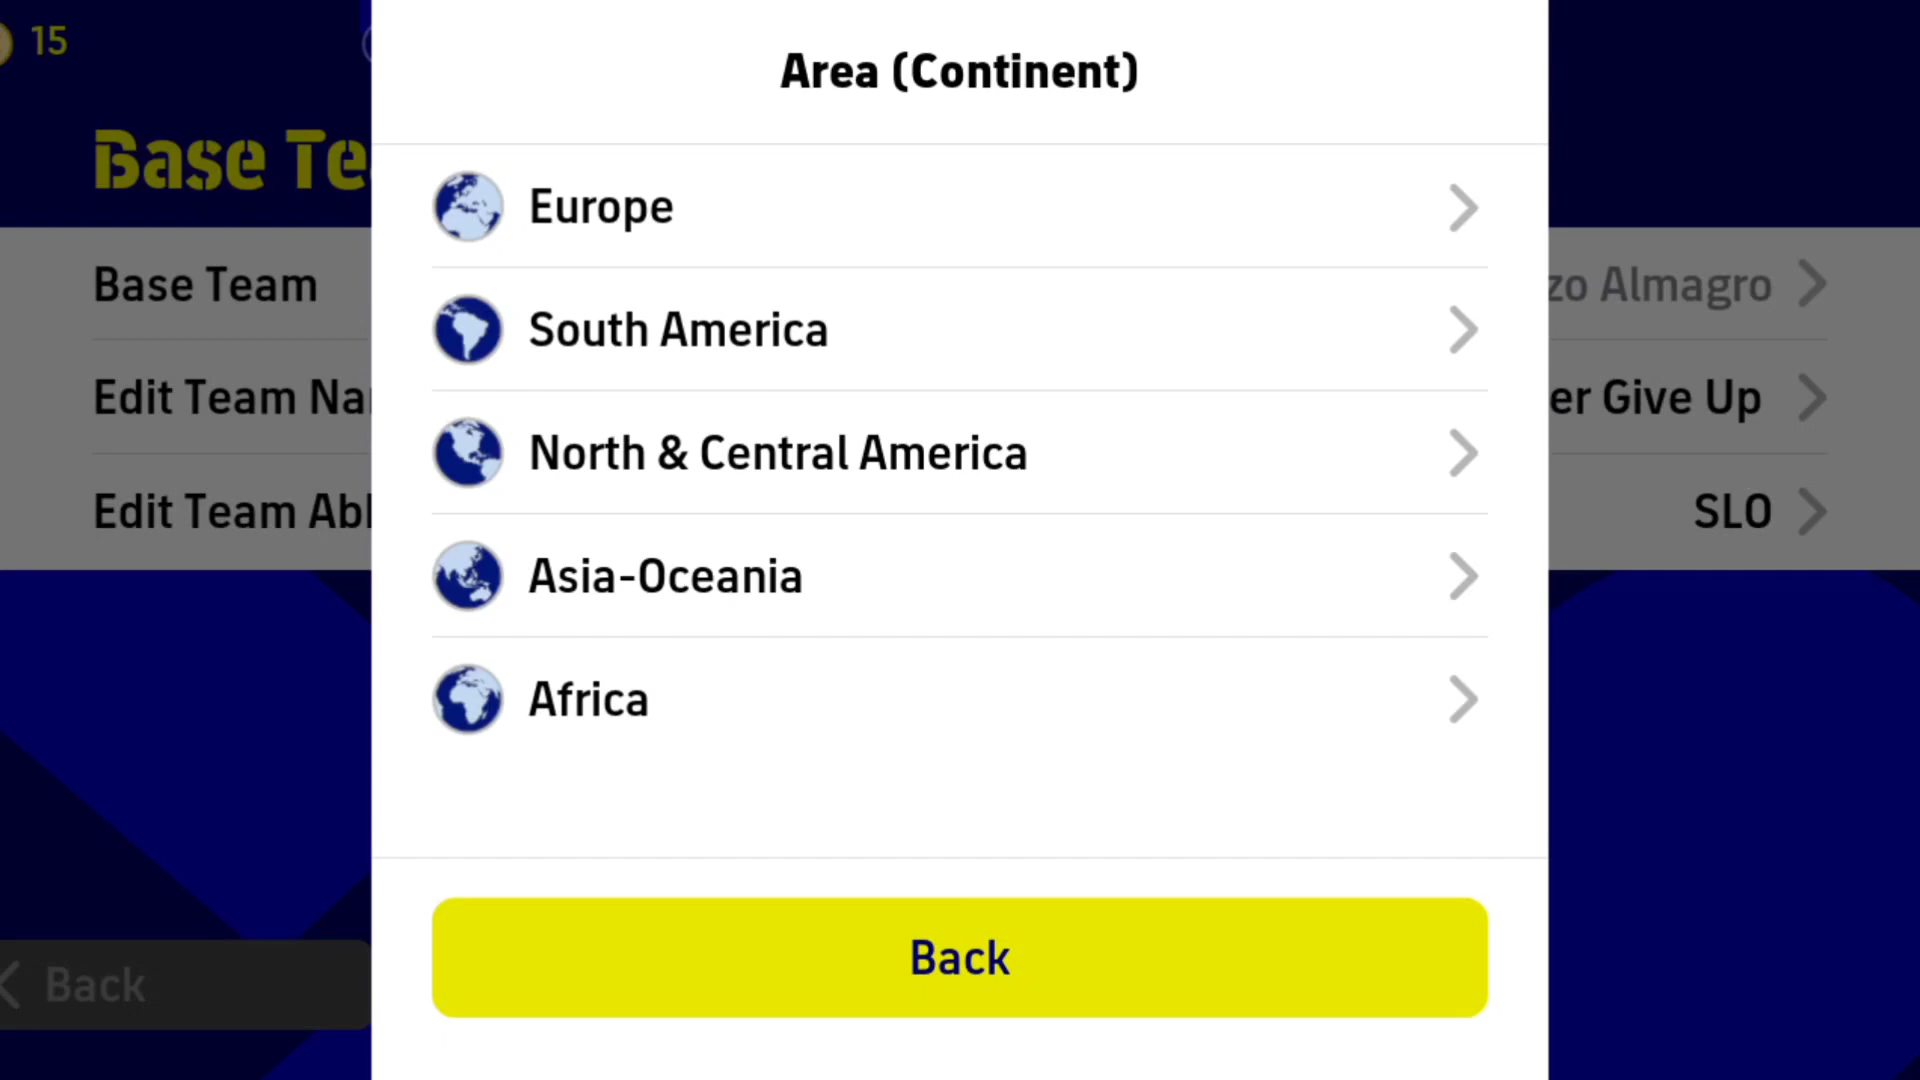 15
Area (Continent)
Base Te
Europe
Base Team
zo Almagro
South America
Edit Team Na
er Give Up
North & Central America
Edit Team Ab
SLO
Asia-Oceania
Africa
Back
Back